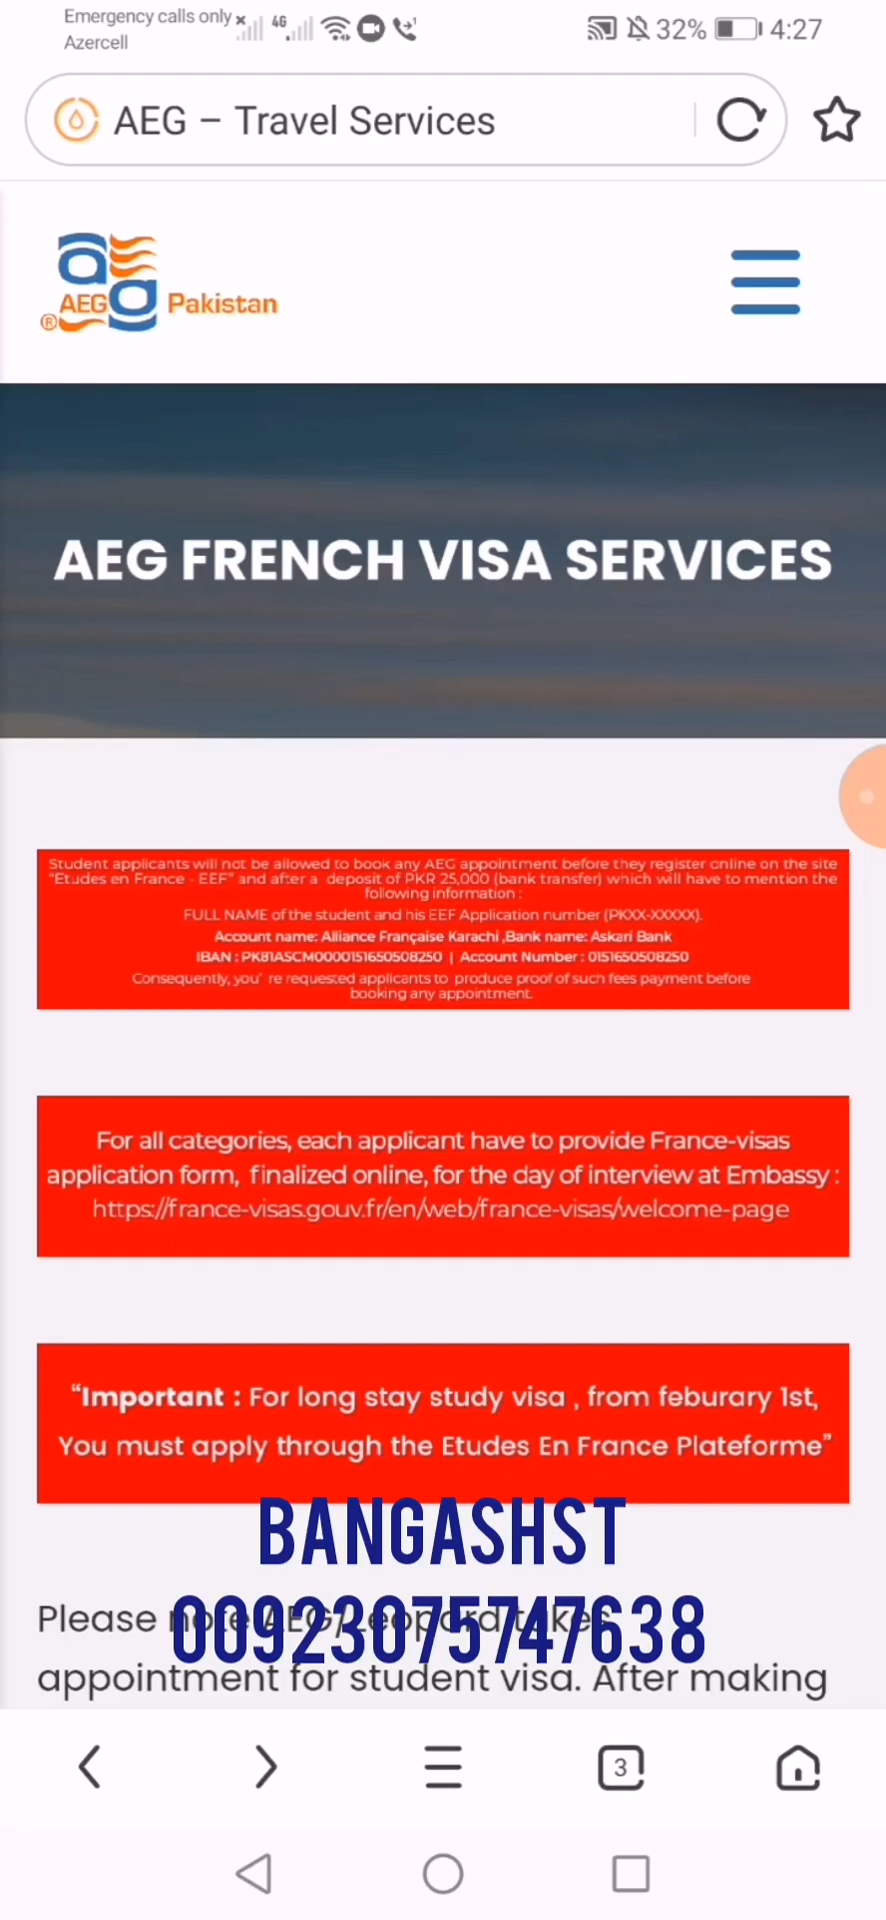 Emergency calls only
Azercell
4G
32%
4:27
AEG – Travel Services
AEG Pakistan
®
AEG FRENCH VISA SERVICES
Student applicants will not be allowed to book any AEG appointment before they register online on the site
"Etudes en France - EEF" and after a deposit of PKR 25,000 (bank transfer) which will have to mention the
following information :
FULL NAME of the student and his EEF Application number (PKXX-XXXXX).
Account name: Alliance Française Karachi ,Bank name: Askari Bank
IBAN : PK81ASCM0000151650508250 | Account Number : 0151650508250
Consequently, you' re requested applicants to produce proof of such fees payment before
booking any appointment.
For all categories, each applicant have to provide France-visas
application form, finalized online, for the day of interview at Embassy :
https://france-visas.gouv.fr/en/web/france-visas/welcome-page
“Important : For long stay study visa , from feburary 1st,
You must apply through the Etudes En France Plateforme”
BANGASHST
00923075747638
Please note AEG/Leopard takes
appointment for student visa. After making
3